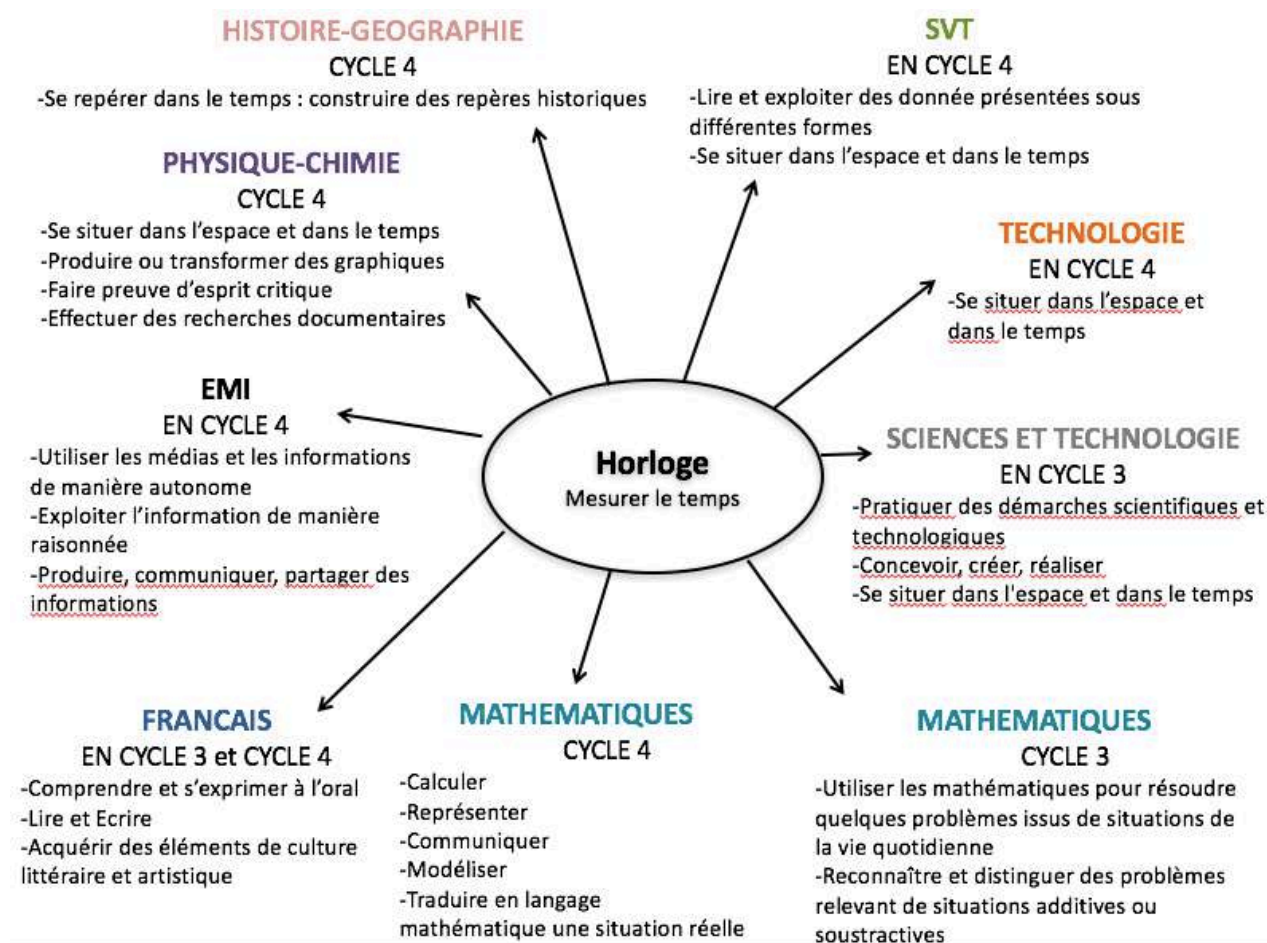 HISTOIRE-GEOGRAPHIE
CYCLE 4
-Se repérer dans le temps : construire des repères historiques
SVT
EN CYCLE 4
-Lire et exploiter des donnée présentées sous
différentes formes
-Se situer dans l'espace et dans le temps
PHYSIQUE-CHIMIE
CYCLE 4
-Se situer dans l'espace et dans le temps
-Produire ou transformer des graphiques
-Faire preuve d'esprit critique
-Effectuer des recherches documentaires
TECHNOLOGIE
EN CYCLE 4
-Se situer dans l'espace et
dans le temps
EMI
EN CYCLE 4
-Utiliser les médias et les informations
de manière autonome
-Exploiter l'information de manière
raisonnée
-Produire, communiquer, partager des
informations
Horloge
Mesurer le temps
SCIENCES ET TECHNOLOGIE
EN CYCLE 3
-Pratiquer des démarches scientifiques et
technologiques
-Concevoir, créer, réaliser
-Se situer dans l'espace et dans le temps
FRANCAIS
EN CYCLE 3 et CYCLE 4
-Comprendre et s'exprimer à l'oral
-Lire et Ecrire
-Acquérir des éléments de culture
littéraire et artistique
MATHEMATIQUES
CYCLE 4
-Calculer
-Représenter
-Communiquer
-Modéliser
-Traduire en langage
mathématique une situation réelle
MATHEMATIQUES
CYCLE 3
-Utiliser les mathématiques pour résoudre
quelques problèmes issus de situations de
la vie quotidienne
-Reconnaître et distinguer des problèmes
relevant de situations additives ou
soustractives